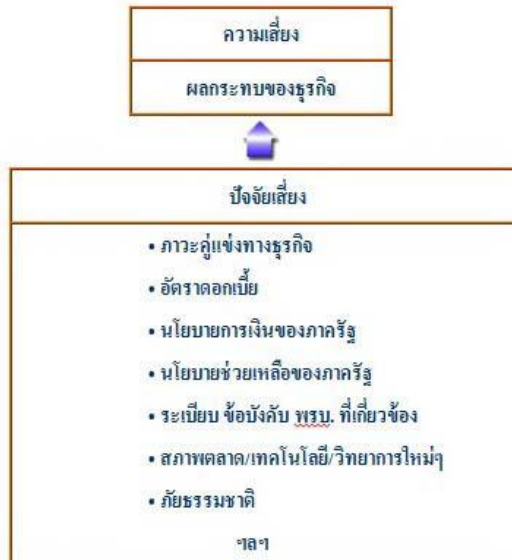 ความเสี่ยง
ผลกระทบของธุรกิจ
ปัจจัยเสี่ยง
• ภาวะคู่แข่งทางธุรกิจ
• อัตราดอกเบี้ย
• นโยบายการเงินของภาครัฐ
• นโยบายช่วยเหลือของภาครัฐ
• ระเบียบ ข้อบังคับ พรบ. ที่เกี่ยวข้อง
• สภาพตลาด/เทคโนโลยี/วิทยาการใหม่ๆ
• ภัยธรรมชาติ
ฯลฯ